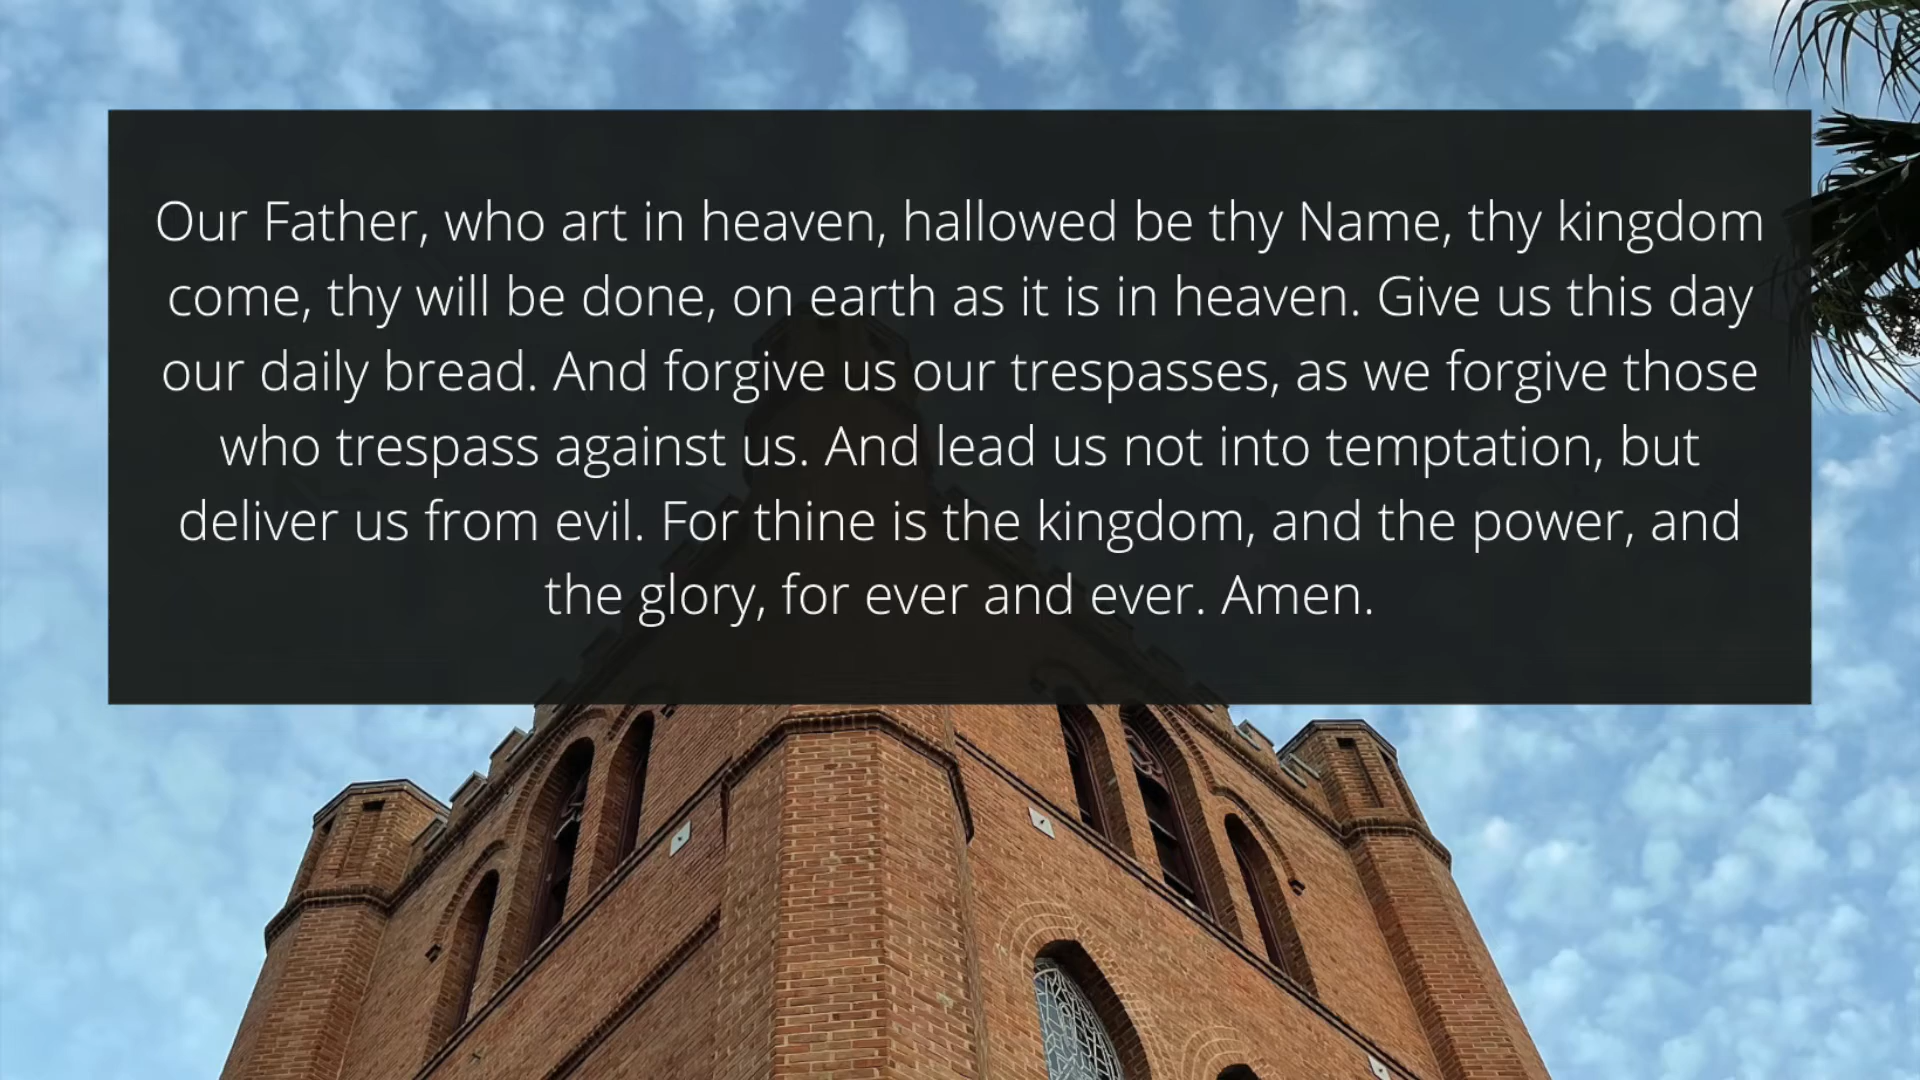 Our Father, who art in heaven, hallowed be thy Name, thy kingdom
come, thy will be done, on earth as it is in heaven. Give us this day
our daily bread. And forgive us our trespasses, as we forgive those
who trespass against us. And lead us not into temptation, but
deliver us from evil. For thine is the kingdom, and the power, and
the glory, for ever and ever. Amen.